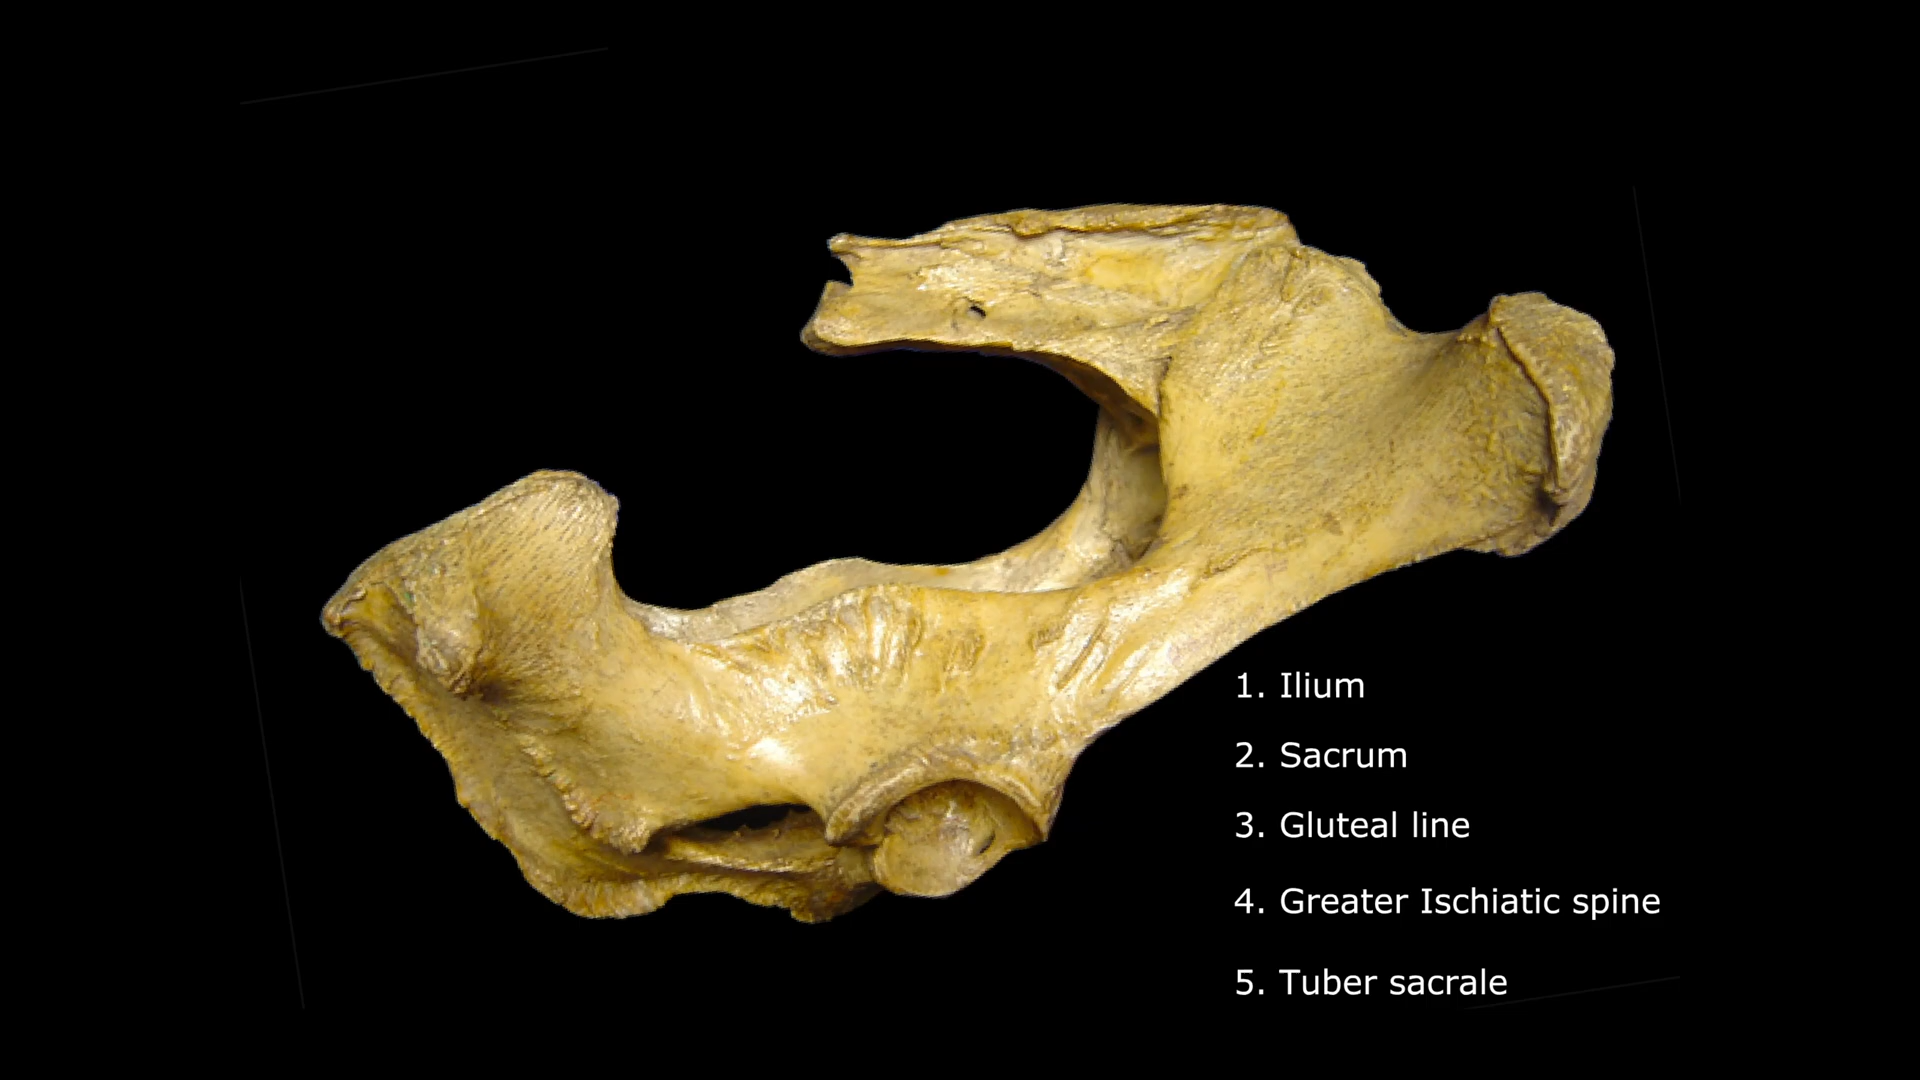 1. Ilium
2. Sacrum
3. Gluteal line
4. Greater Ischiatic spine
5. Tuber sacrale